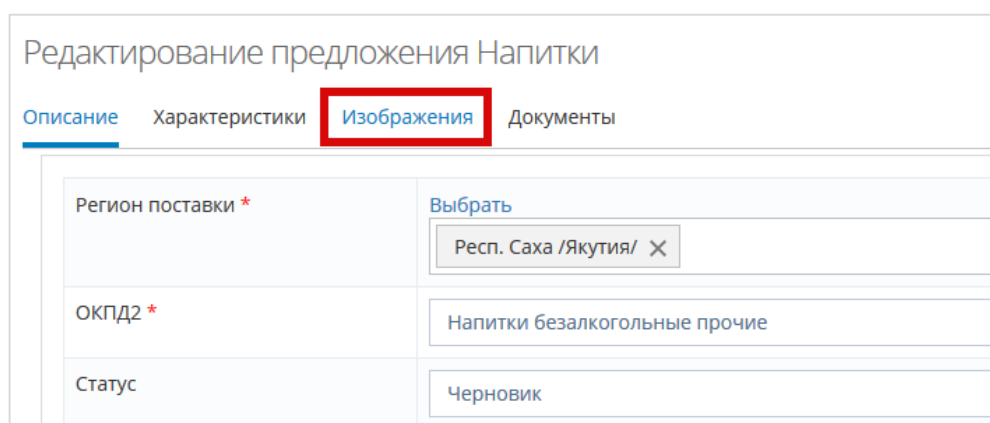 Редактирование предложения Напитки
Описание Характеристики Изображения Документы
Регион поставки * Выбрать
Респ. Саха /Якутия/ ×
ОКПД2 * Напитки безалкогольные прочие
Статус Черновик